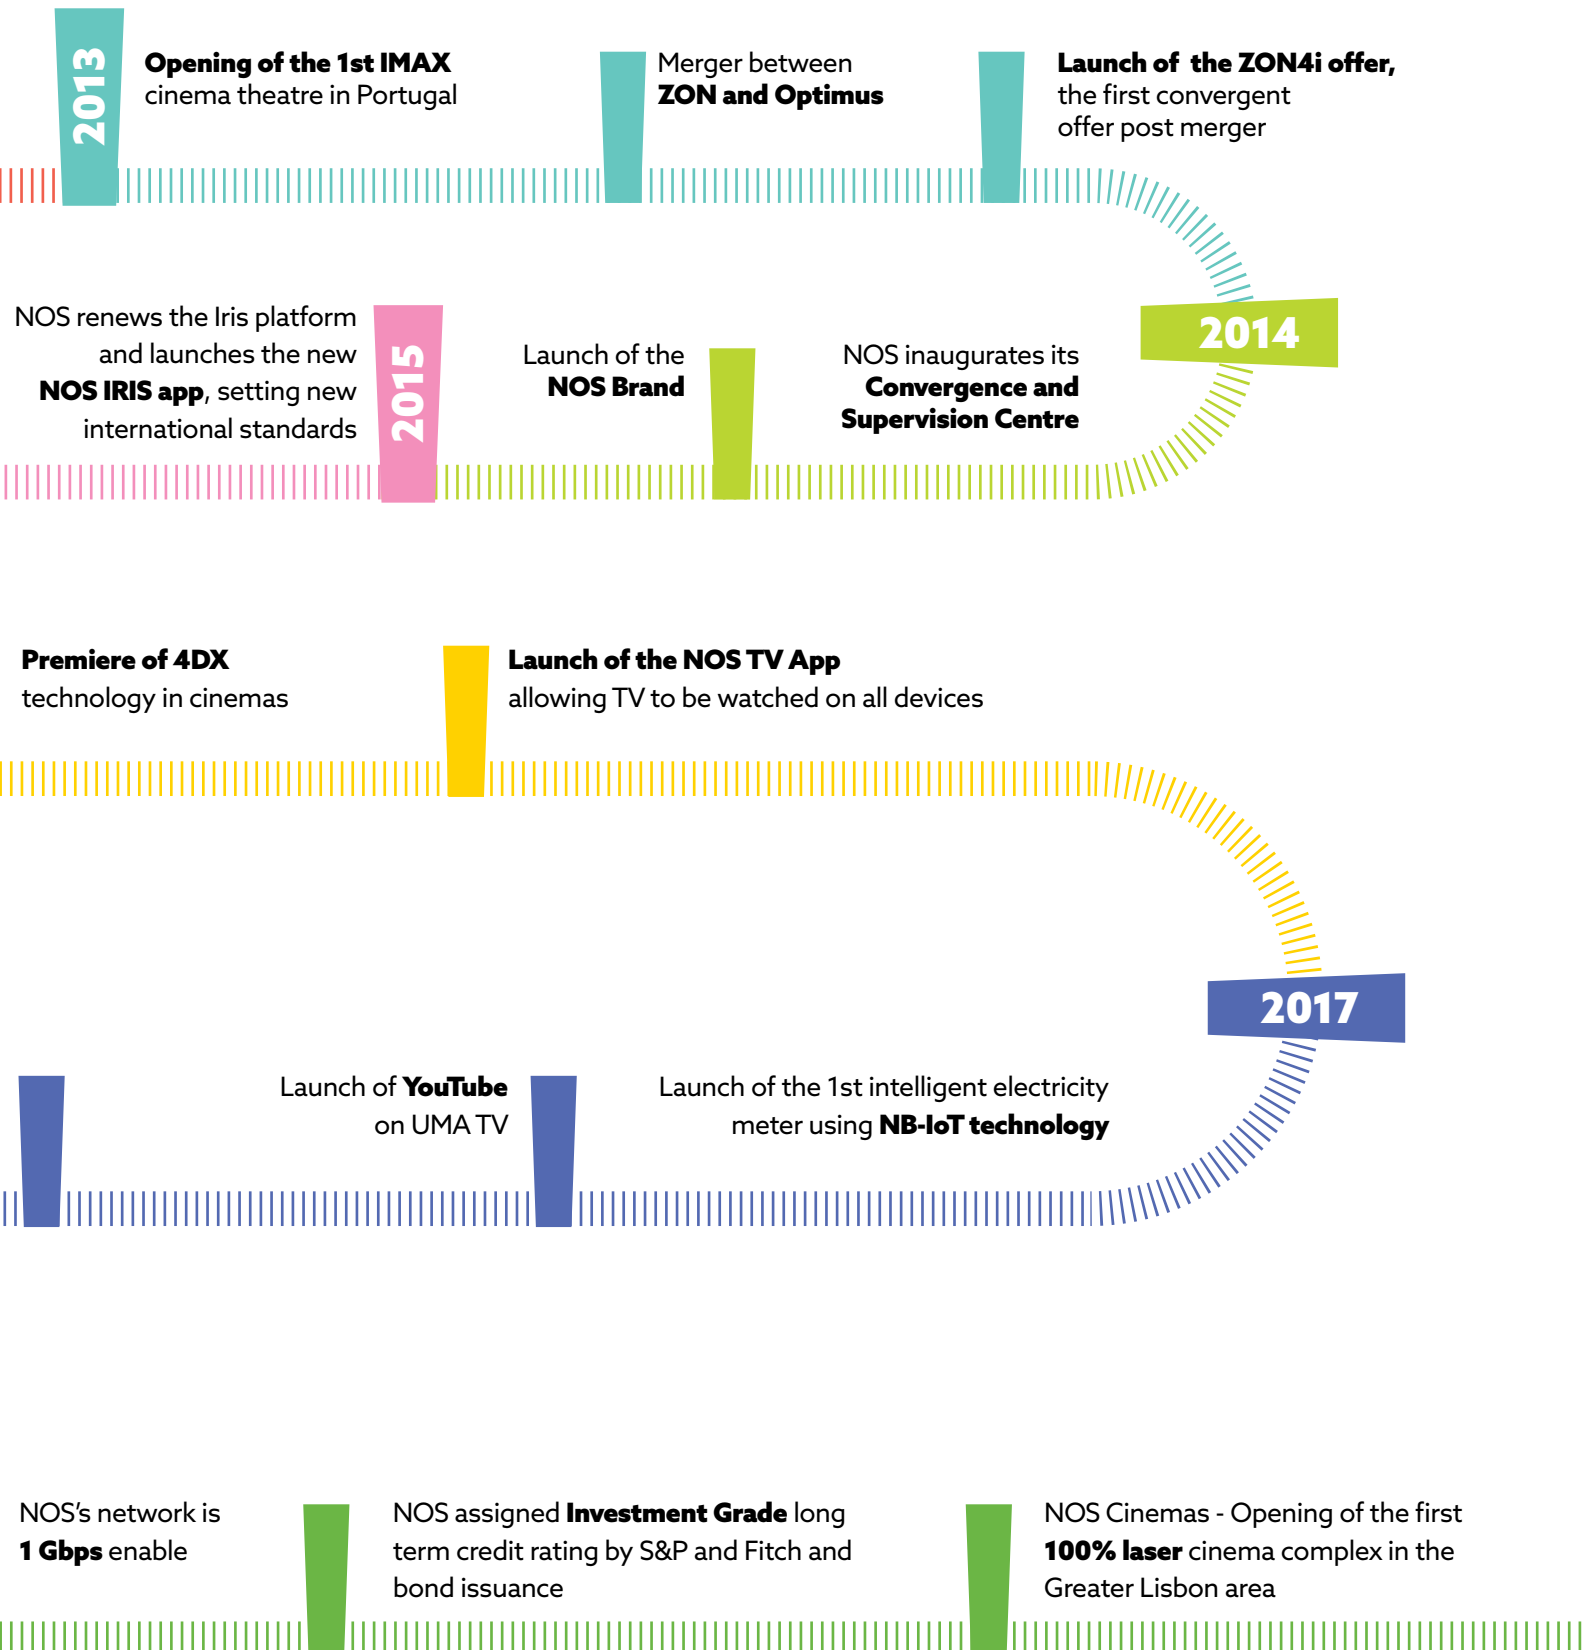 2013
Opening of the 1st IMAX
cinema theatre in Portugal
Merger between
ZON and Optimus
Launch of the ZON4i offer,
the first convergent
offer post merger
2014
NOS inaugurates its
Convergence and
Supervision Centre
Launch of the
NOS Brand
2015
NOS renews the Iris platform
and launches the new
NOS IRIS app, setting new
international standards
Premiere of 4DX
technology in cinemas
Launch of the NOS TV App
allowing TV to be watched on all devices
2017
Launch of the 1st intelligent electricity
meter using NB-IoT technology
Launch of YouTube
on UMA TV
NOS's network is
1 Gbps enable
NOS assigned Investment Grade long
term credit rating by S&P and Fitch and
bond issuance
NOS Cinemas - Opening of the first
100% laser cinema complex in the
Greater Lisbon area